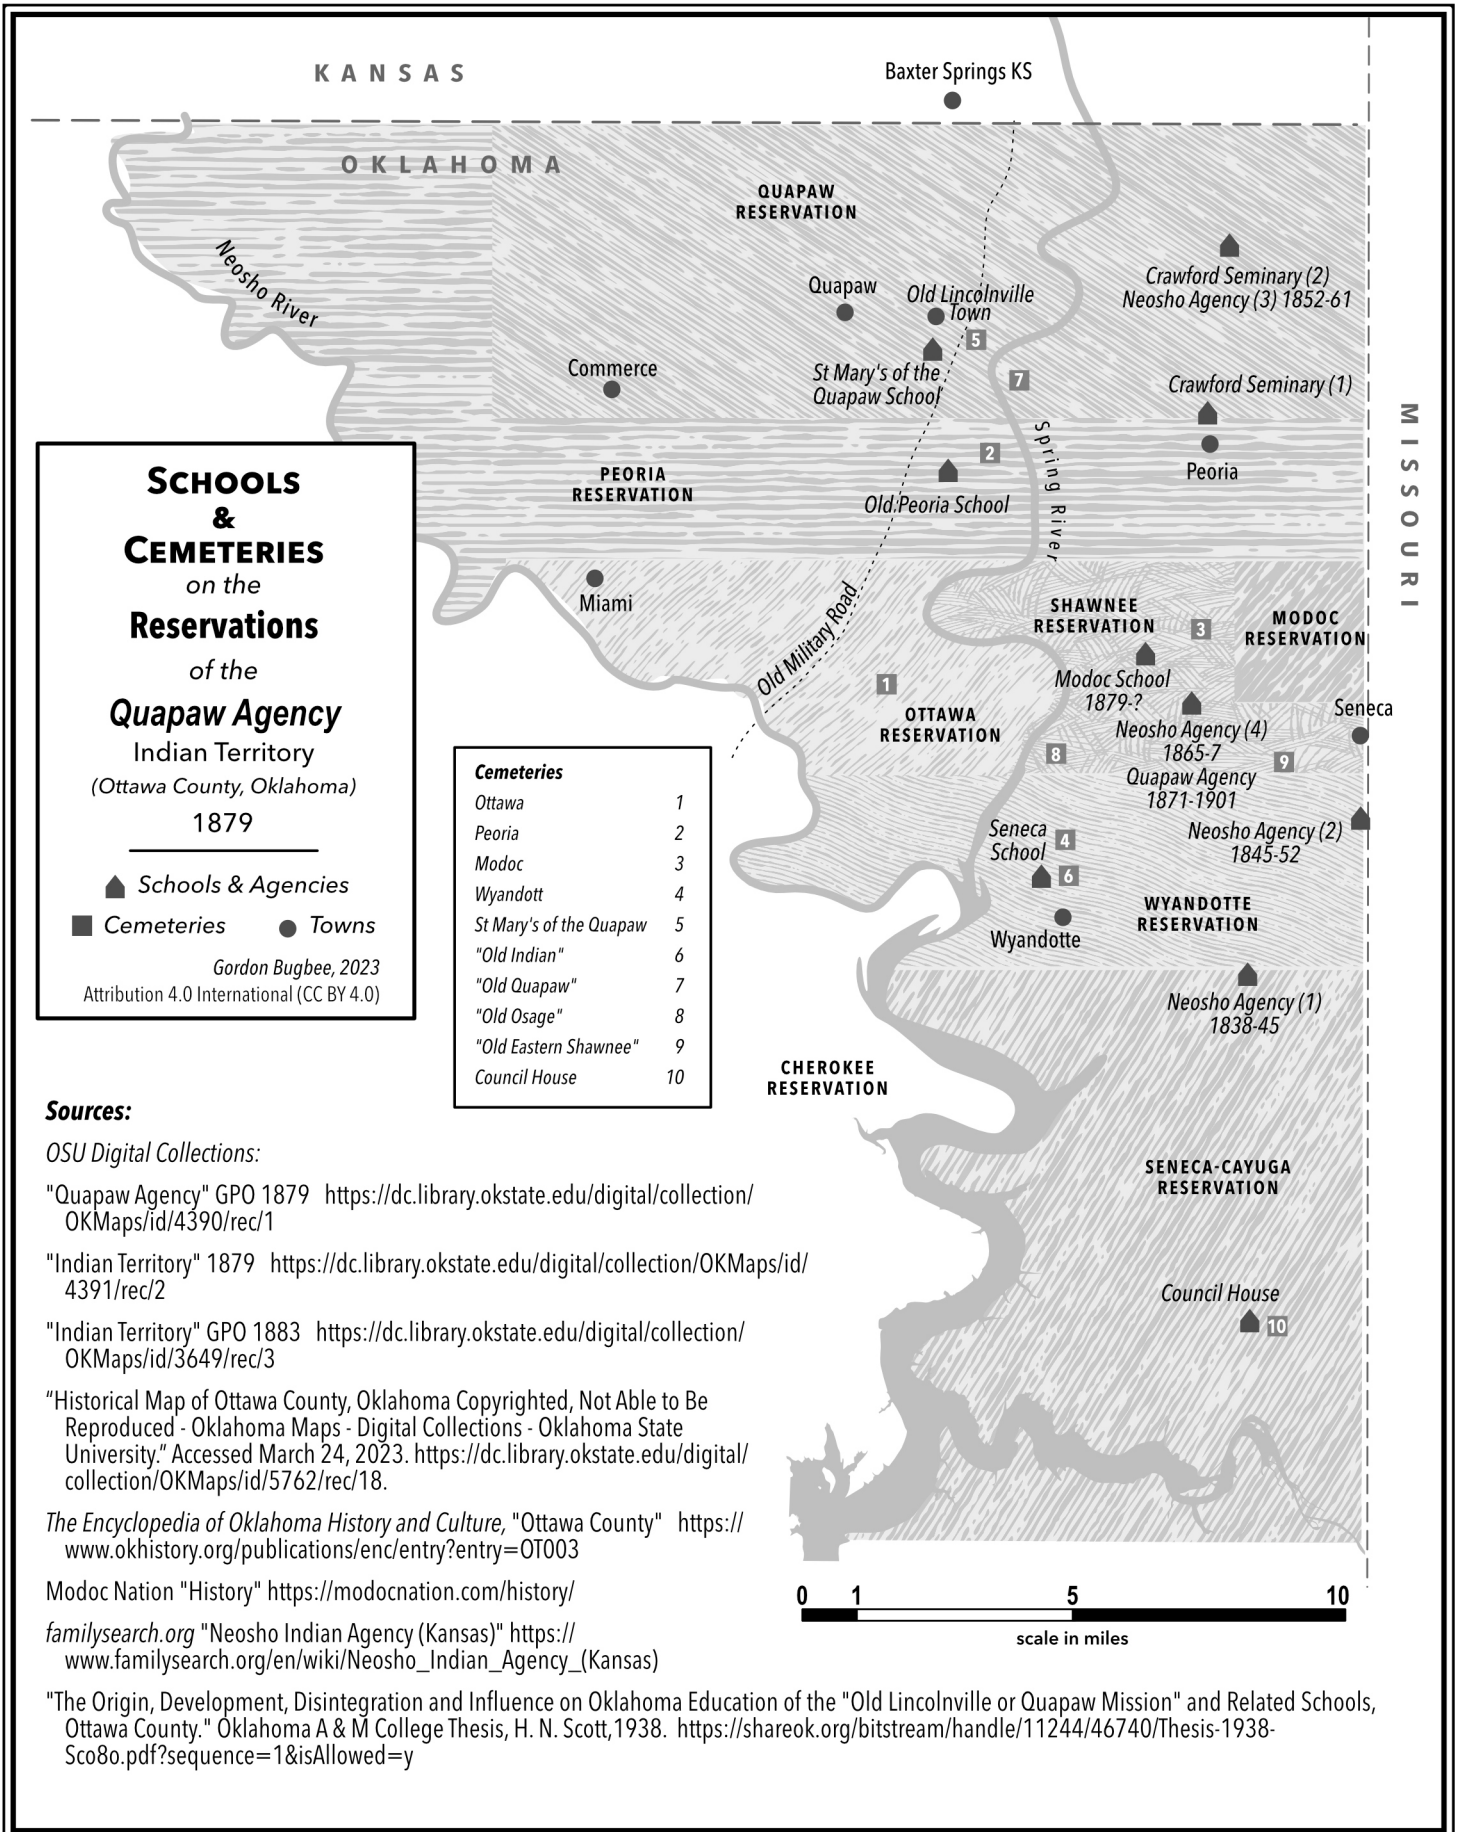 KANSAS
Baxter Springs KS
OKLAHOMA
QUAPAW
RESERVATION
Neosho River
Quapaw
Old Lincolnville
Town
5
Crawford Seminary (2)
Neosho Agency (3) 1852-61
Commerce
St Mary's of the
Quapaw School
7
Crawford Seminary (1)
MISSOURI
Spring River
2
PEORIA
RESERVATION
Old Peoria School
Peoria
Miami
Old Military Road
SHAWNEE
RESERVATION
3
MODOC
RESERVATION
1
Modoc School
1879-?
OTTAWA
RESERVATION
Seneca
Neosho Agency (4)
1865-7
8
9
Quapaw Agency
1871-1901
Seneca
School
4
6
Neosho Agency (2)
1845-52
WYANDOTTE
RESERVATION
Wyandotte
Neosho Agency (1)
1838-45
CHEROKEE
RESERVATION
SENECA-CAYUGA
RESERVATION
Council House
10
SCHOOLS
&
CEMETERIES
on the
Reservations
of the
Quapaw Agency
Indian Territory
(Ottawa County, Oklahoma)
1879
Schools & Agencies
Cemeteries Towns
Gordon Bugbee, 2023
Attribution 4.0 International (CC BY 4.0)
Cemeteries
Ottawa 1
Peoria 2
Modoc 3
Wyandott 4
St Mary's of the Quapaw 5
"Old Indian" 6
"Old Quapaw" 7
"Old Osage" 8
"Old Eastern Shawnee" 9
Council House 10
Sources:
OSU Digital Collections:
"Quapaw Agency" GPO 1879 https://dc.library.okstate.edu/digital/collection/
OKMaps/id/4390/rec/1
"Indian Territory" 1879 https://dc.library.okstate.edu/digital/collection/OKMaps/id/
4391/rec/2
"Indian Territory" GPO 1883 https://dc.library.okstate.edu/digital/collection/
OKMaps/id/3649/rec/3
“Historical Map of Ottawa County, Oklahoma Copyrighted, Not Able to Be
Reproduced - Oklahoma Maps - Digital Collections - Oklahoma State
University.” Accessed March 24, 2023. https://dc.library.okstate.edu/digital/
collection/OKMaps/id/5762/rec/18.
The Encyclopedia of Oklahoma History and Culture, "Ottawa County" https://
www.okhistory.org/publications/enc/entry?entry=OT003
Modoc Nation "History" https://modocnation.com/history/
familysearch.org "Neosho Indian Agency (Kansas)" https://
www.familysearch.org/en/wiki/Neosho_Indian_Agency_(Kansas)
"The Origin, Development, Disintegration and Influence on Oklahoma Education of the "Old Lincolnville or Quapaw Mission" and Related Schools,
Ottawa County." Oklahoma A & M College Thesis, H. N. Scott,1938. https://shareok.org/bitstream/handle/11244/46740/Thesis-1938-
Sco8o.pdf?sequence=1&isAllowed=y
0 1 5 10
scale in miles